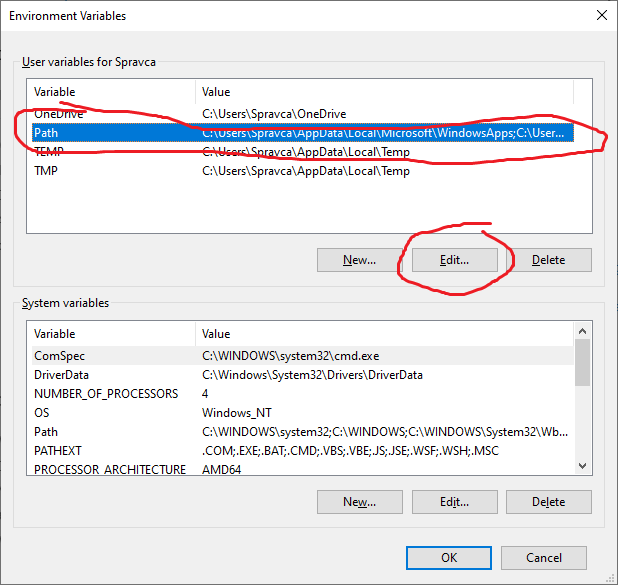 Environment Variables
User variables for Spravca
Variable Value
OneDrive C:\Users\Spravca\OneDrive
Path C:\Users\Spravca\AppData\Local\Microsoft\WindowsApps;C:\User...
TEMP C:\Users\Spravca\AppData\Local\Temp
TMP C:\Users\Spravca\AppData\Local\Temp
New... Edit... Delete
System variables
Variable Value
ComSpec C:\WINDOWS\system32\cmd.exe
DriverData C:\Windows\System32\Drivers\DriverData
NUMBER_OF_PROCESSORS 4
OS Windows_NT
Path C:\WINDOWS\system32;C:\WINDOWS;C:\WINDOWS\System32\Wb...
PATHEXT .COM;.EXE;.BAT;.CMD;.VBS;.VBE;.JS;.JSE;.WSF;.WSH;.MSC
PROCESSOR_ARCHITECTURE AMD64
New... Edit... Delete
OK Cancel